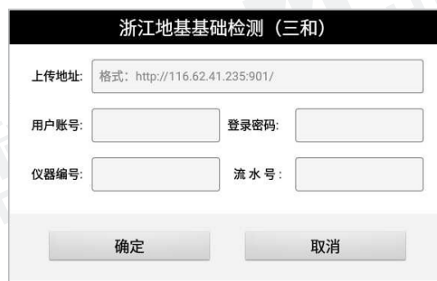 浙江地基基础检测（三和）
上传地址: 格式：http://116.62.41.235:901/
用户账号: 登录密码:
仪器编号: 流 水 号 :
确定 取消